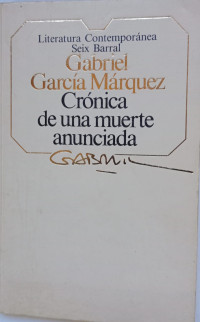 Literatura Contemporánea
Seix Barral
Gabriel
García Márquez
Crónica
de una muerte
anunciada